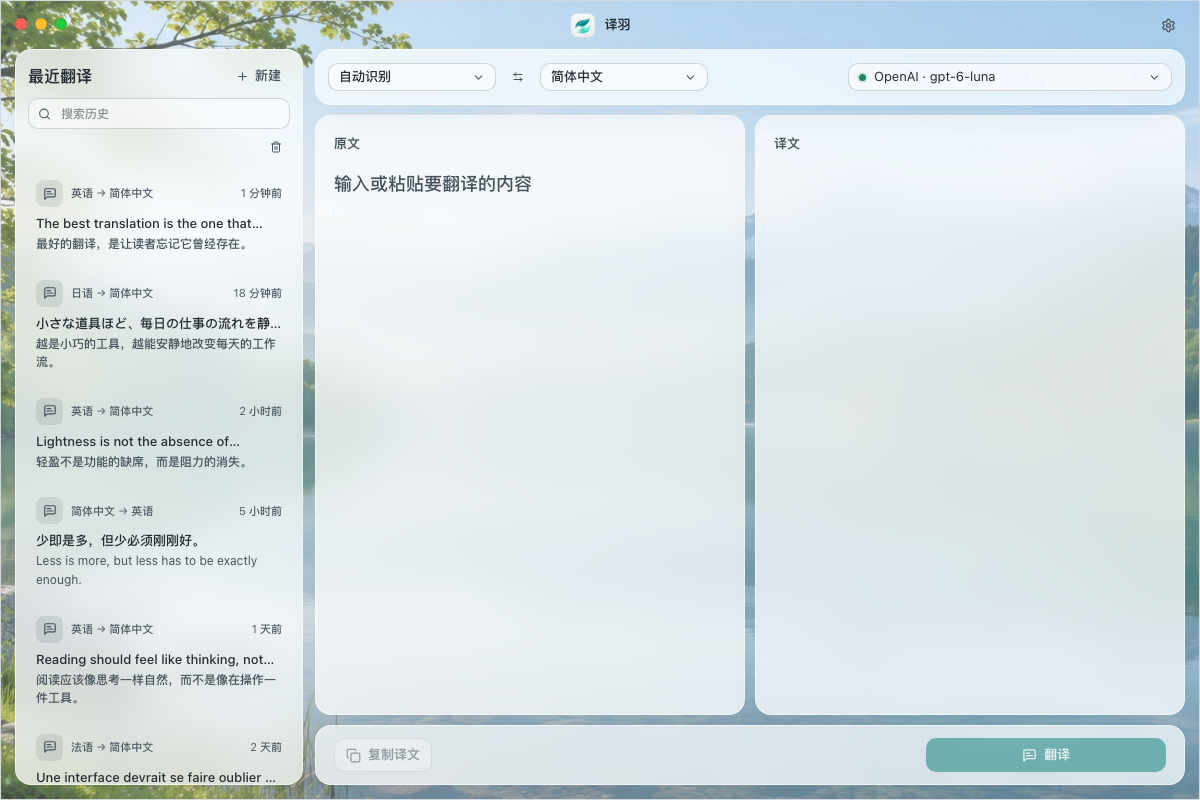 译羽
最近翻译
新建
搜索历史
英语 → 简体中文
1 分钟前
The best translation is the one that...
最好的翻译，是让读者忘记它曾经存在。
日语 → 简体中文
18 分钟前
小さな道具ほど、毎日の仕事の流れを静...
越是小巧的工具，越能安静地改变每天的工作
流。
英语 → 简体中文
2 小时前
Lightness is not the absence of...
轻盈不是功能的缺席，而是阻力的消失。
简体中文 → 英语
5 小时前
少即是多，但少必须刚刚好。
Less is more, but less has to be exactly
enough.
英语 → 简体中文
1 天前
Reading should feel like thinking, not...
阅读应该像思考一样自然，而不是像在操作一
件工具。
法语 → 简体中文
2 天前
Une interface devrait se faire oublier ...
自动识别
简体中文
OpenAI · gpt-6-luna
原文
输入或粘贴要翻译的内容
译文
复制译文
翻译